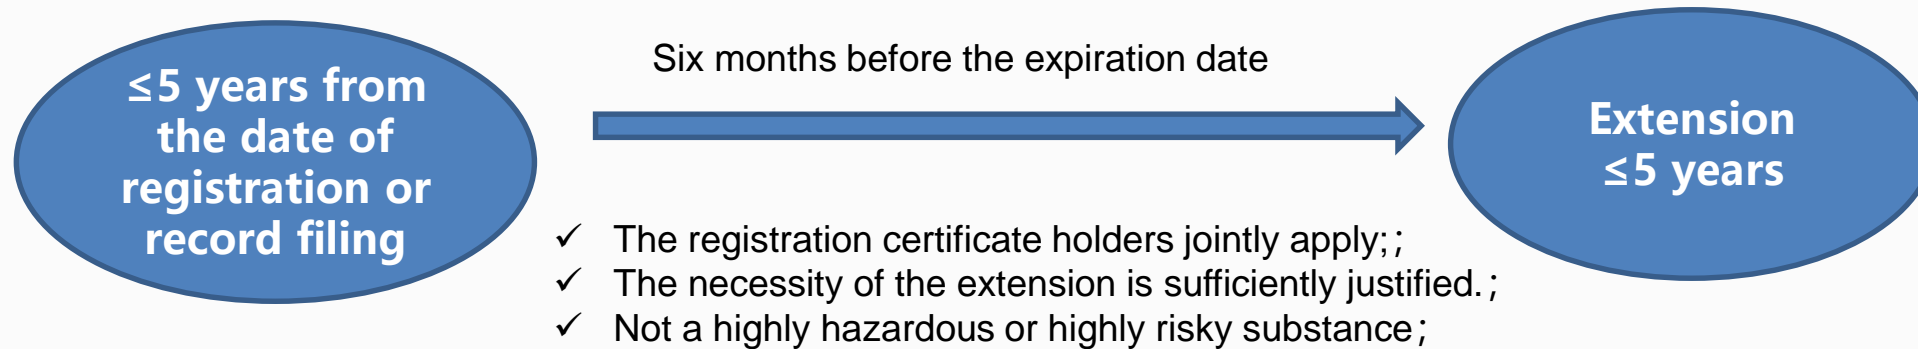 ≤5 years from
the date of
registration or
record filing
Six months before the expiration date
Extension
≤5 years
✓ The registration certificate holders jointly apply;；
✓ The necessity of the extension is sufficiently justified.；
✓ Not a highly hazardous or highly risky substance；